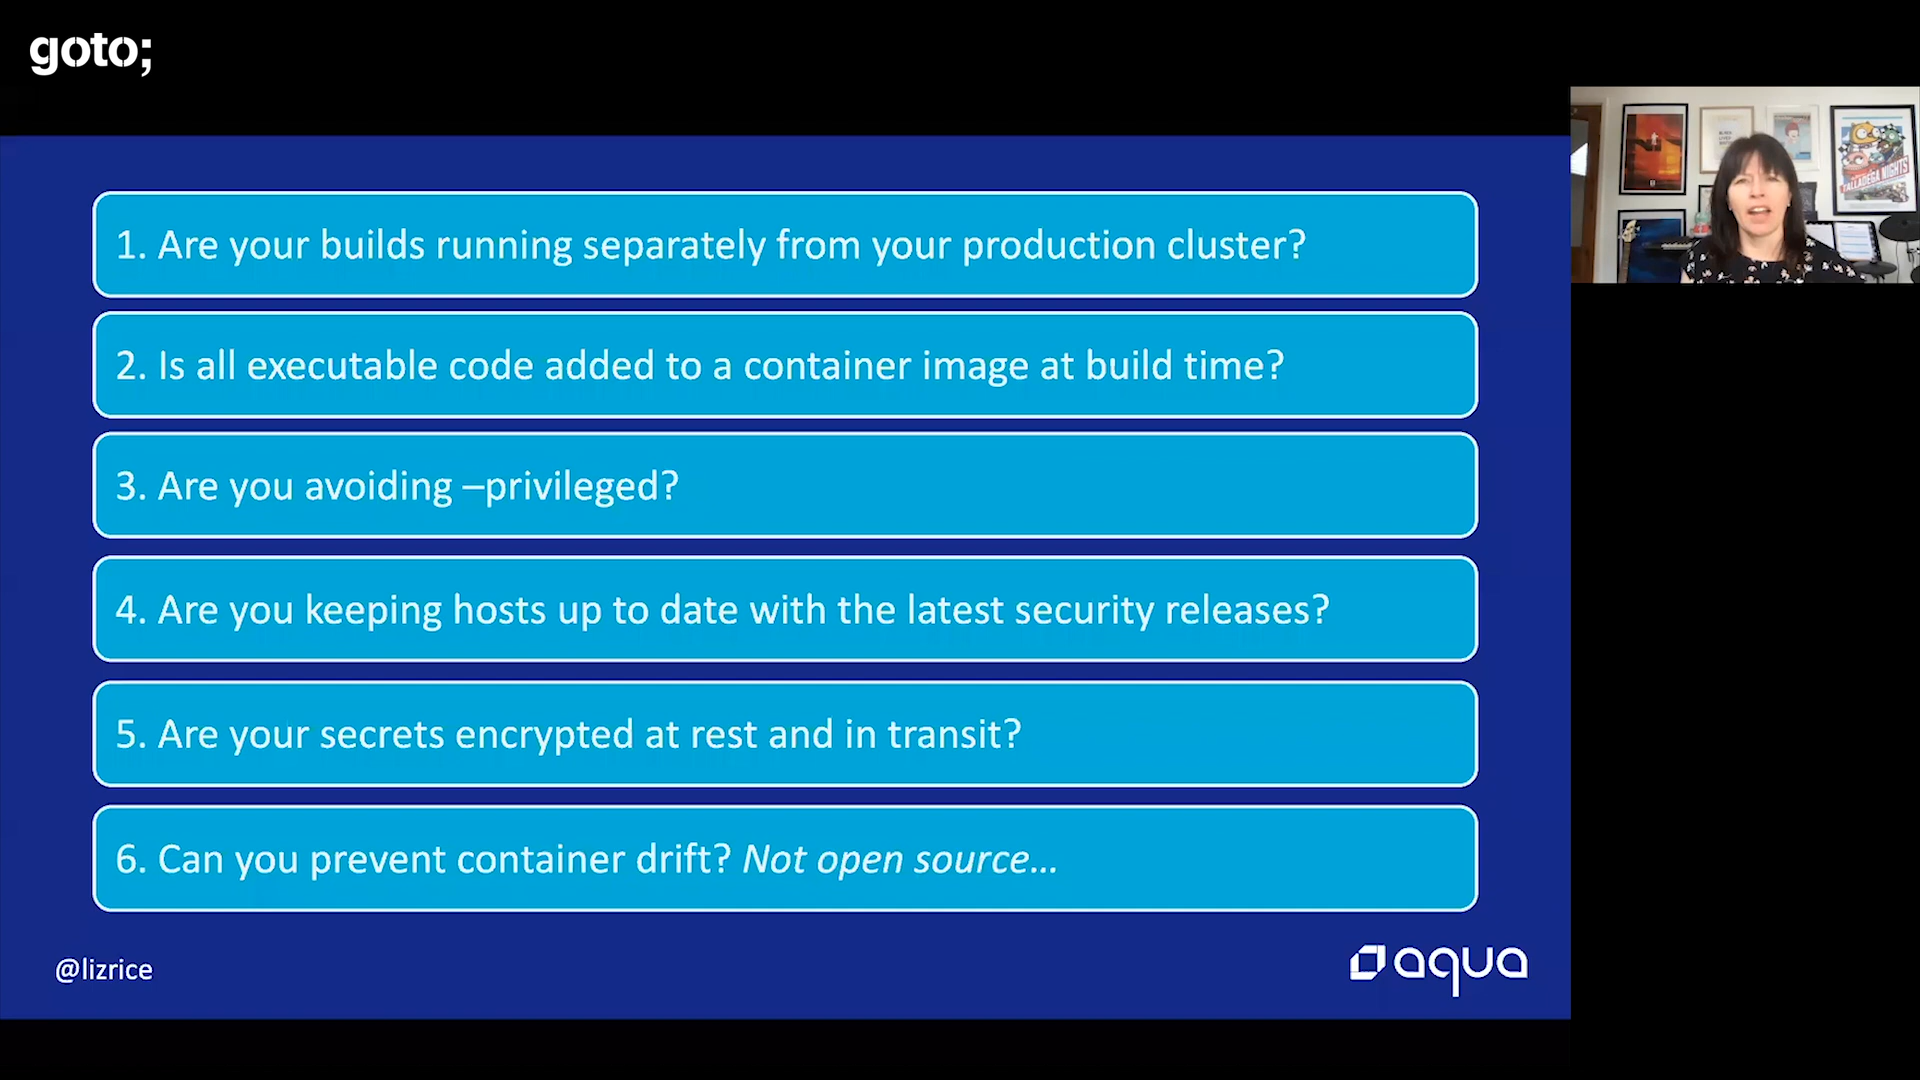 goto;
1. Are your builds running separately from your production cluster?
2. Is all executable code added to a container image at build time?
3. Are you avoiding –privileged?
4. Are you keeping hosts up to date with the latest security releases?
5. Are your secrets encrypted at rest and in transit?
6. Can you prevent container drift? Not open source...
@lizrice
aqua
TALLADEGA NIGHTS